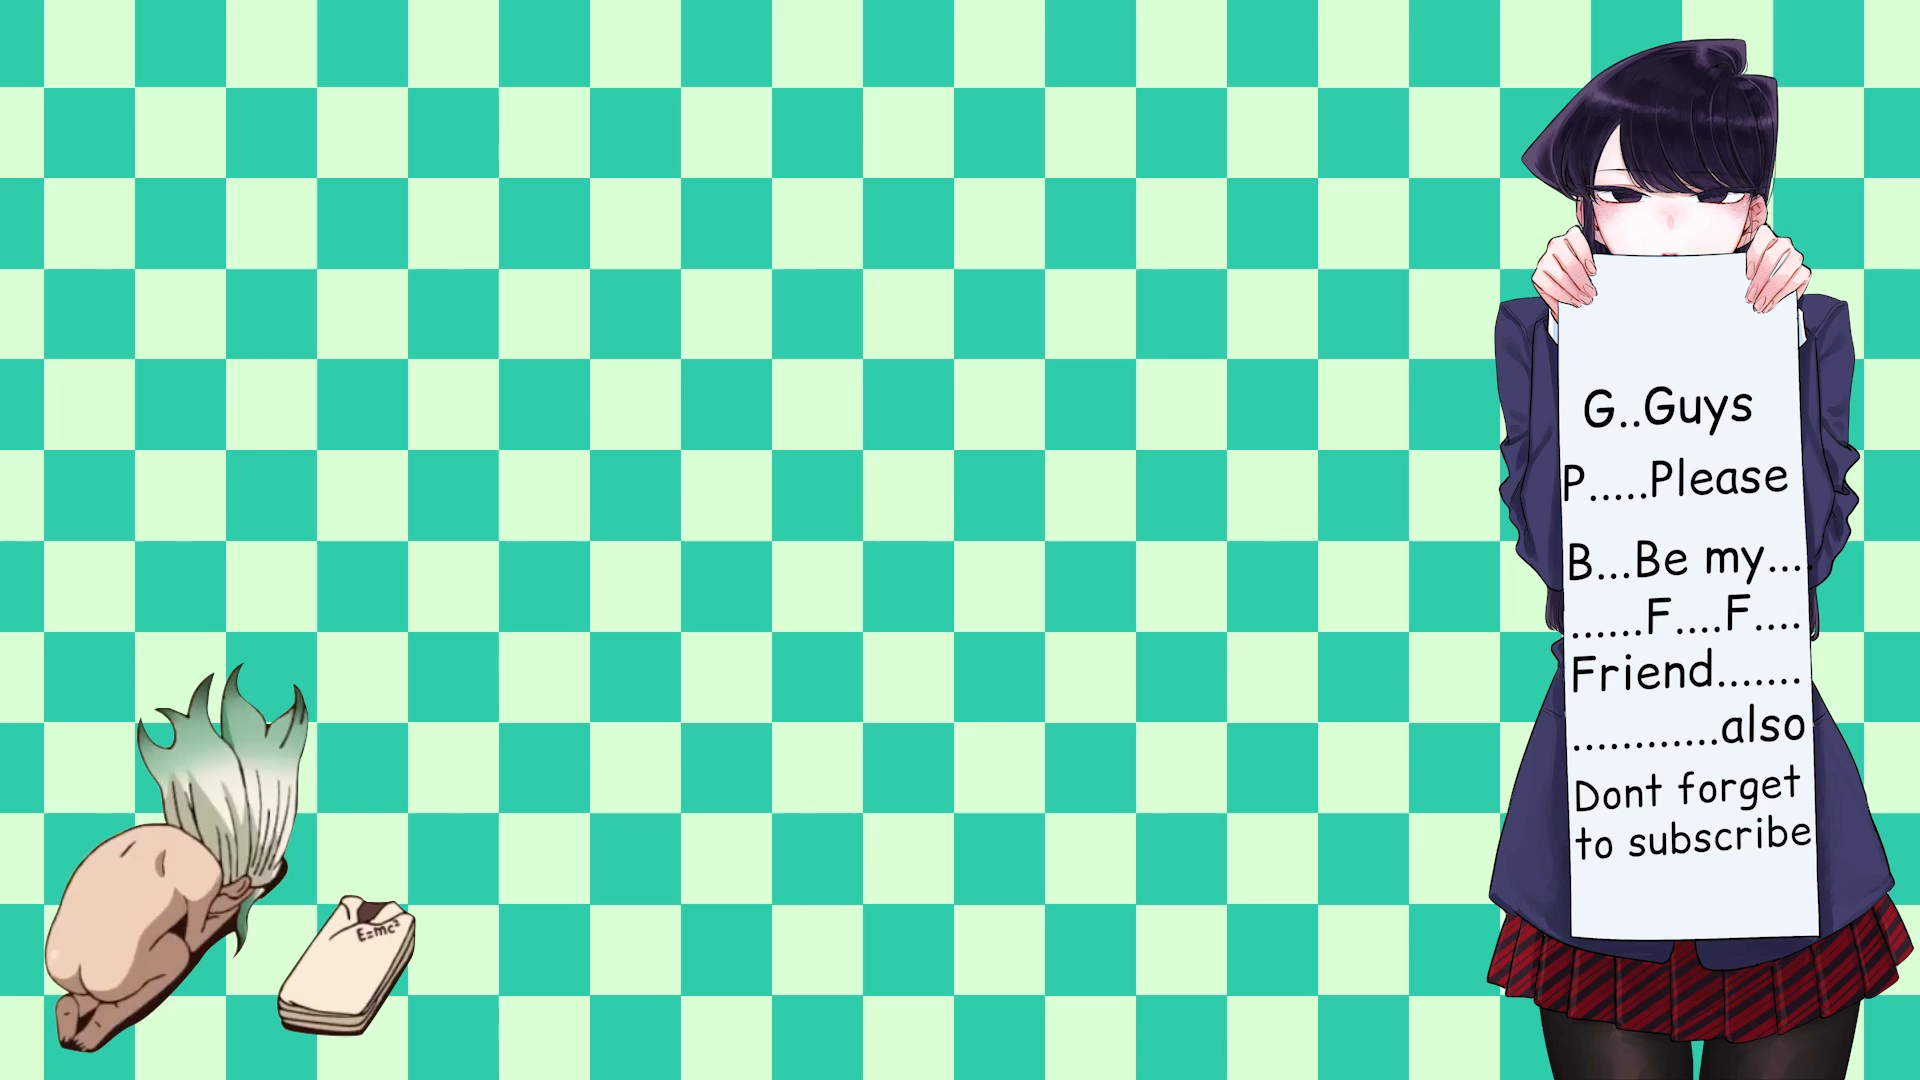 G..Guys
P.....Please
B...Be my....
......F....F....
Friend.......
............also
Dont forget
to subscribe
E=mc²